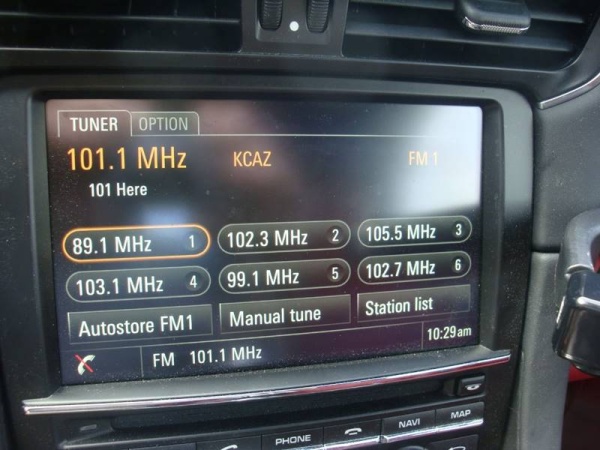 TUNER OPTION
101.1 MHz KCAZ FM 1
101 Here
89.1 MHz 1 102.3 MHz 2 105.5 MHz 3
103.1 MHz 4 99.1 MHz 5 102.7 MHz 6
Autostore FM1 Manual tune Station list
FM 101.1 MHz 10:29 am
PHONE NAVI MAP